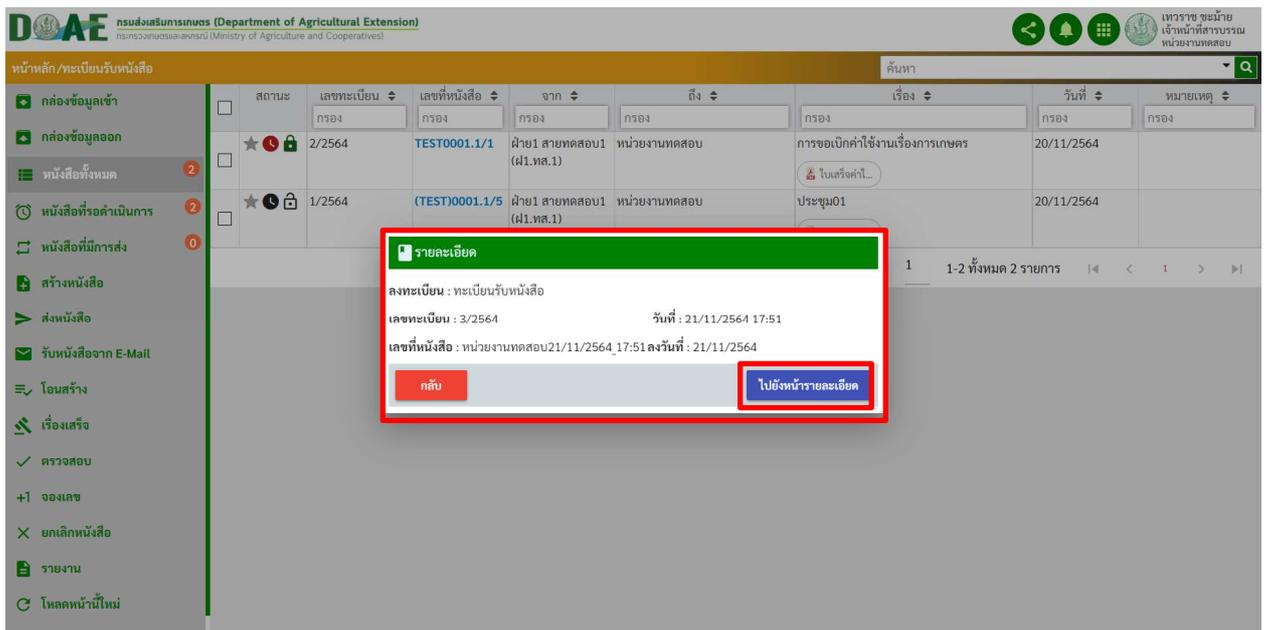 DOAE กรมส่งเสริมการเกษตร (Department of Agricultural Extension)
กระทรวงเกษตรและสหกรณ์ (Ministry of Agriculture and Cooperatives)
เทวราช ชะม้าย
เจ้าหน้าที่สารบรรณ
หน่วยงานทดสอบ
หน้าหลัก/ทะเบียนรับหนังสือ
ค้นหา
กล่องข้อมูลเข้า
กล่องข้อมูลออก
หนังสือทั้งหมด 2
หนังสือที่รอดำเนินการ 2
หนังสือที่มีการส่ง 0
สร้างหนังสือ
ส่งหนังสือ
รับหนังสือจาก E-Mail
โอนสร้าง
เรื่องเสร็จ
ตรวจสอบ
+1 จองเลข
ยกเลิกหนังสือ
รายงาน
โหลดหน้านี้ใหม่
สถานะ เลขทะเบียน เลขที่หนังสือ จาก ถึง เรื่อง วันที่ หมายเหตุ
กรอง กรอง กรอง กรอง กรอง กรอง กรอง
2/2564 TEST0001.1/1 ฝ่าย1 สายทดสอบ1 หน่วยงานทดสอบ การขอเบิกค่าใช้งานเรื่องการเกษตร 20/11/2564
(ฝ1.ทส.1)
ใบเสร็จค่าใ...
1/2564 (TEST)0001.1/5 ฝ่าย1 สายทดสอบ1 หน่วยงานทดสอบ ประชุม01 20/11/2564
(ฝ1.ทส.1)
1 1-2 ทั้งหมด 2 รายการ 1
รายละเอียด
ลงทะเบียน : ทะเบียนรับหนังสือ
เลขทะเบียน : 3/2564 วันที่ : 21/11/2564 17:51
เลขที่หนังสือ : หน่วยงานทดสอบ21/11/2564_17:51 ลงวันที่ : 21/11/2564
กลับ ไปยังหน้ารายละเอียด